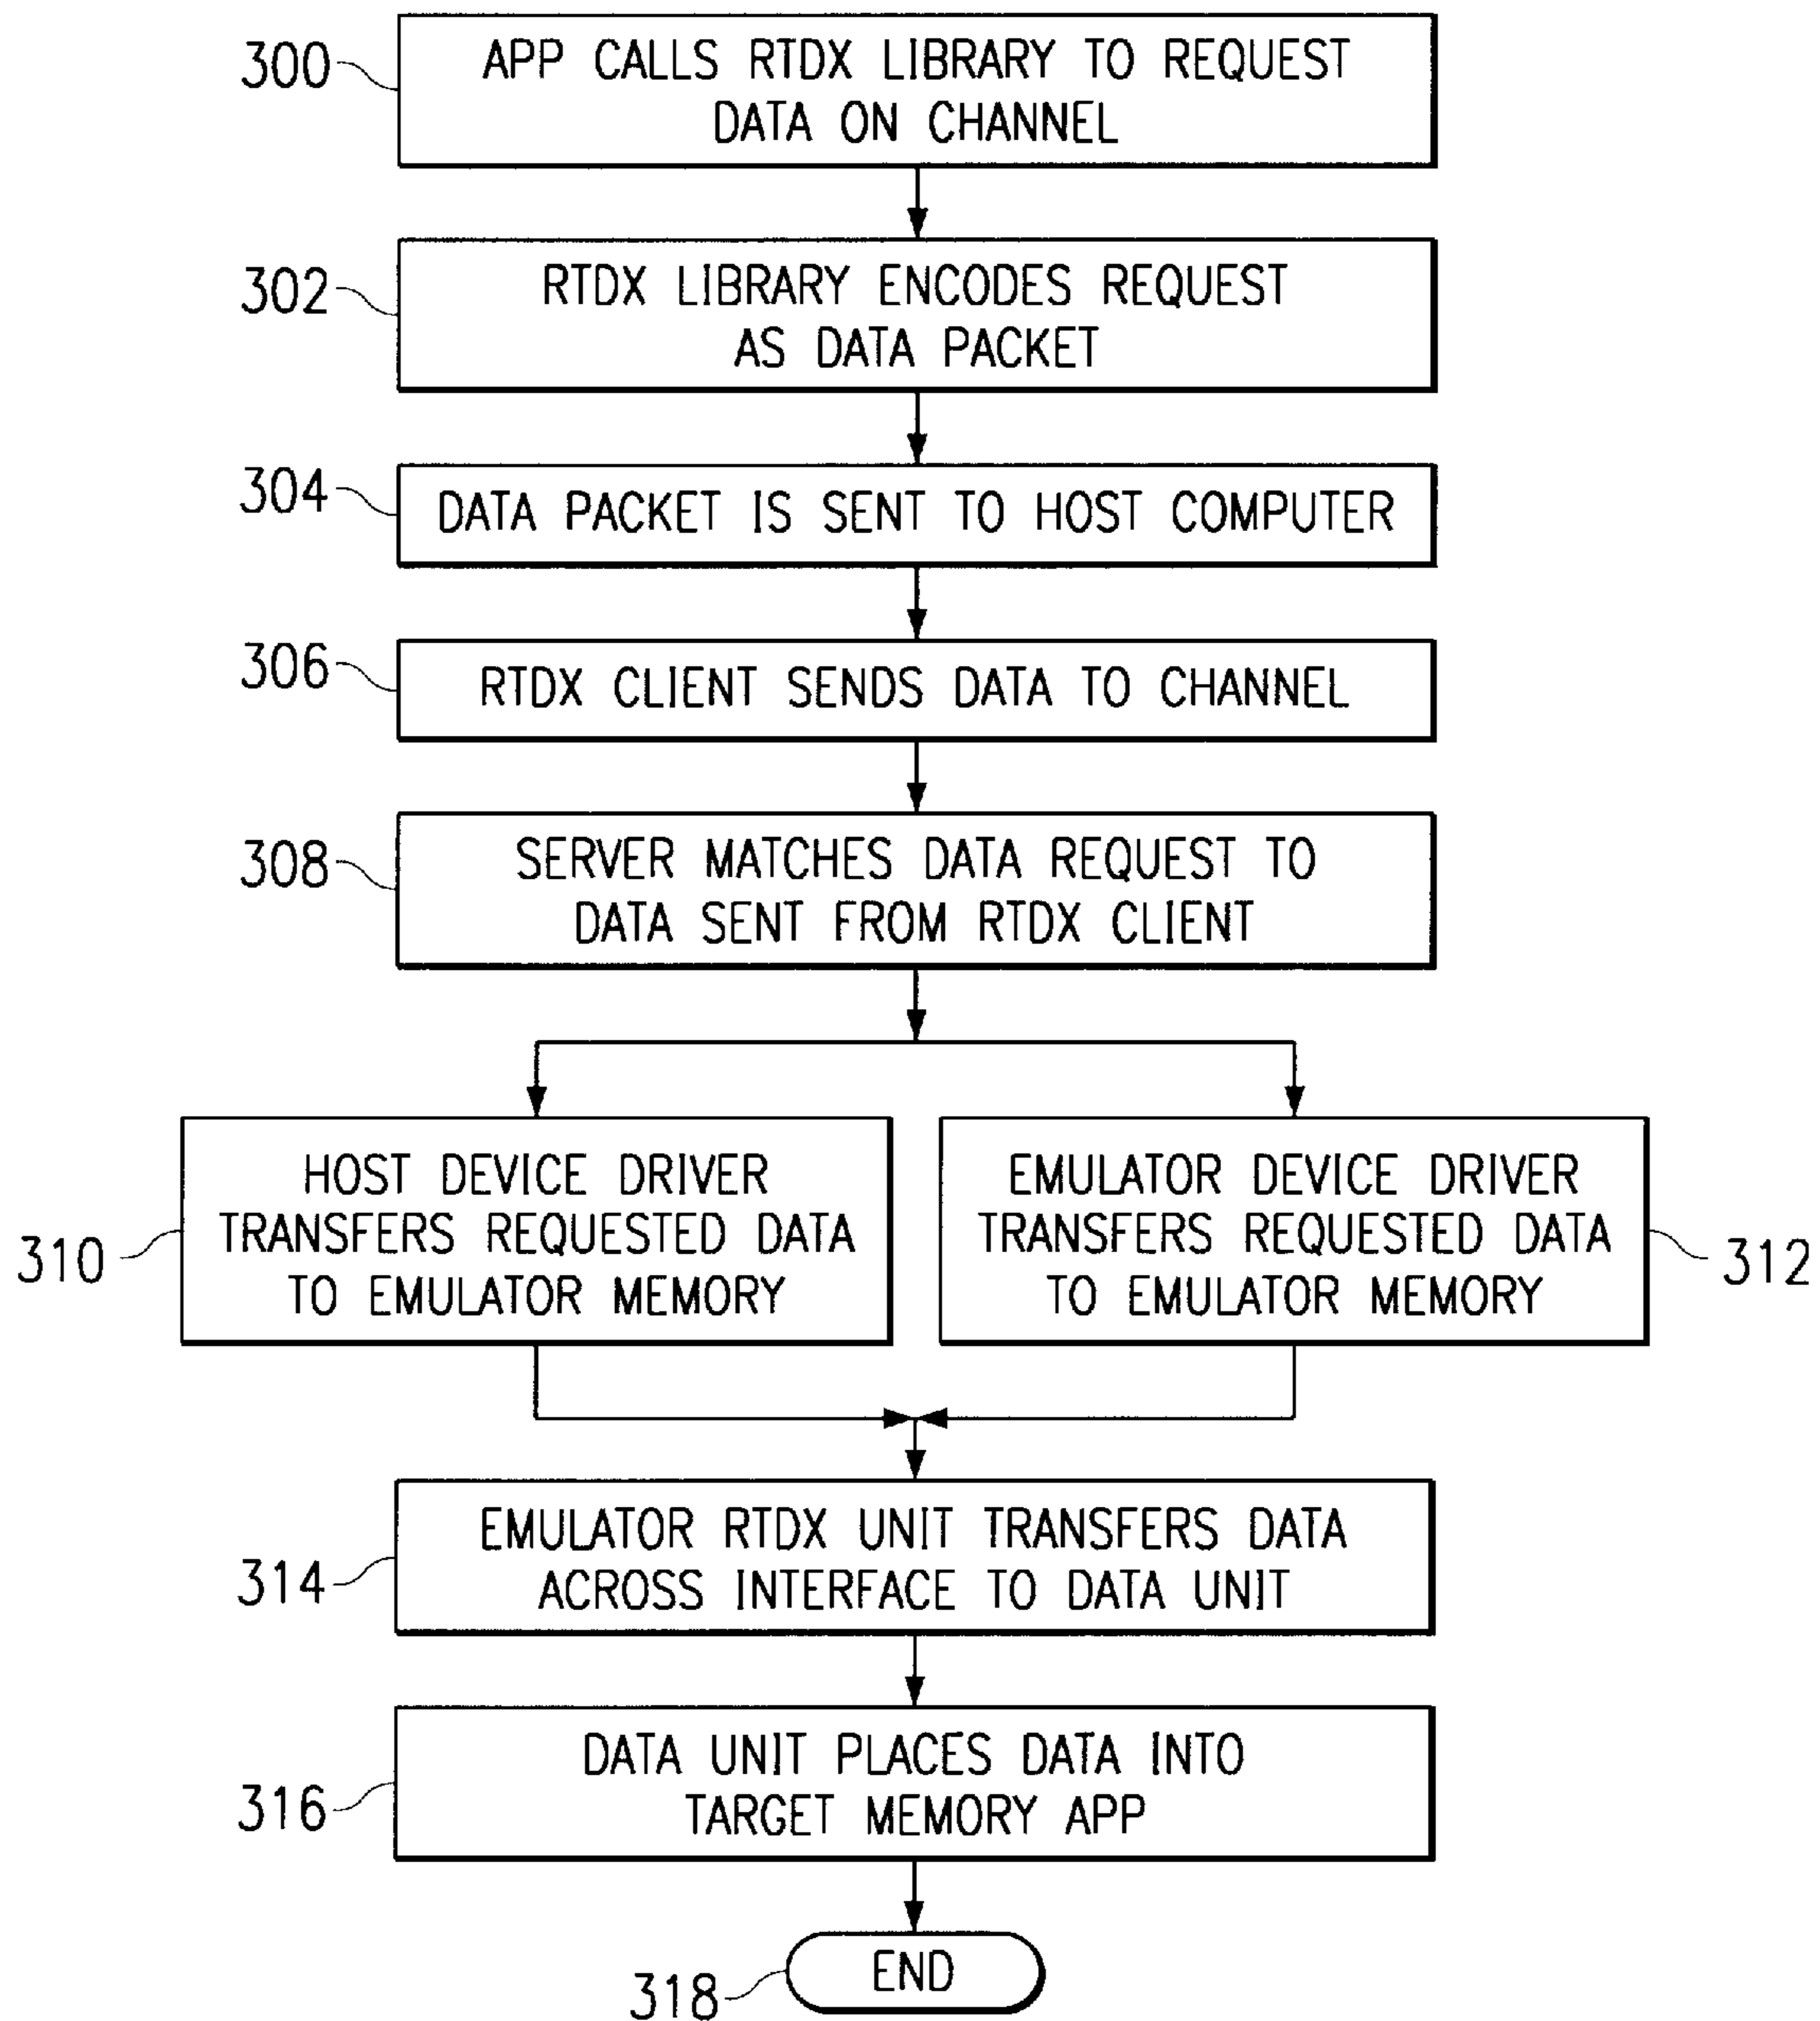 300
APP CALLS RTDX LIBRARY TO REQUEST
DATA ON CHANNEL
302
RTDX LIBRARY ENCODES REQUEST
AS DATA PACKET
304
DATA PACKET IS SENT TO HOST COMPUTER
306
RTDX CLIENT SENDS DATA TO CHANNEL
308
SERVER MATCHES DATA REQUEST TO
DATA SENT FROM RTDX CLIENT
310
HOST DEVICE DRIVER
TRANSFERS REQUESTED DATA
TO EMULATOR MEMORY
EMULATOR DEVICE DRIVER
TRANSFERS REQUESTED DATA
TO EMULATOR MEMORY
312
314
EMULATOR RTDX UNIT TRANSFERS DATA
ACROSS INTERFACE TO DATA UNIT
316
DATA UNIT PLACES DATA INTO
TARGET MEMORY APP
318
END